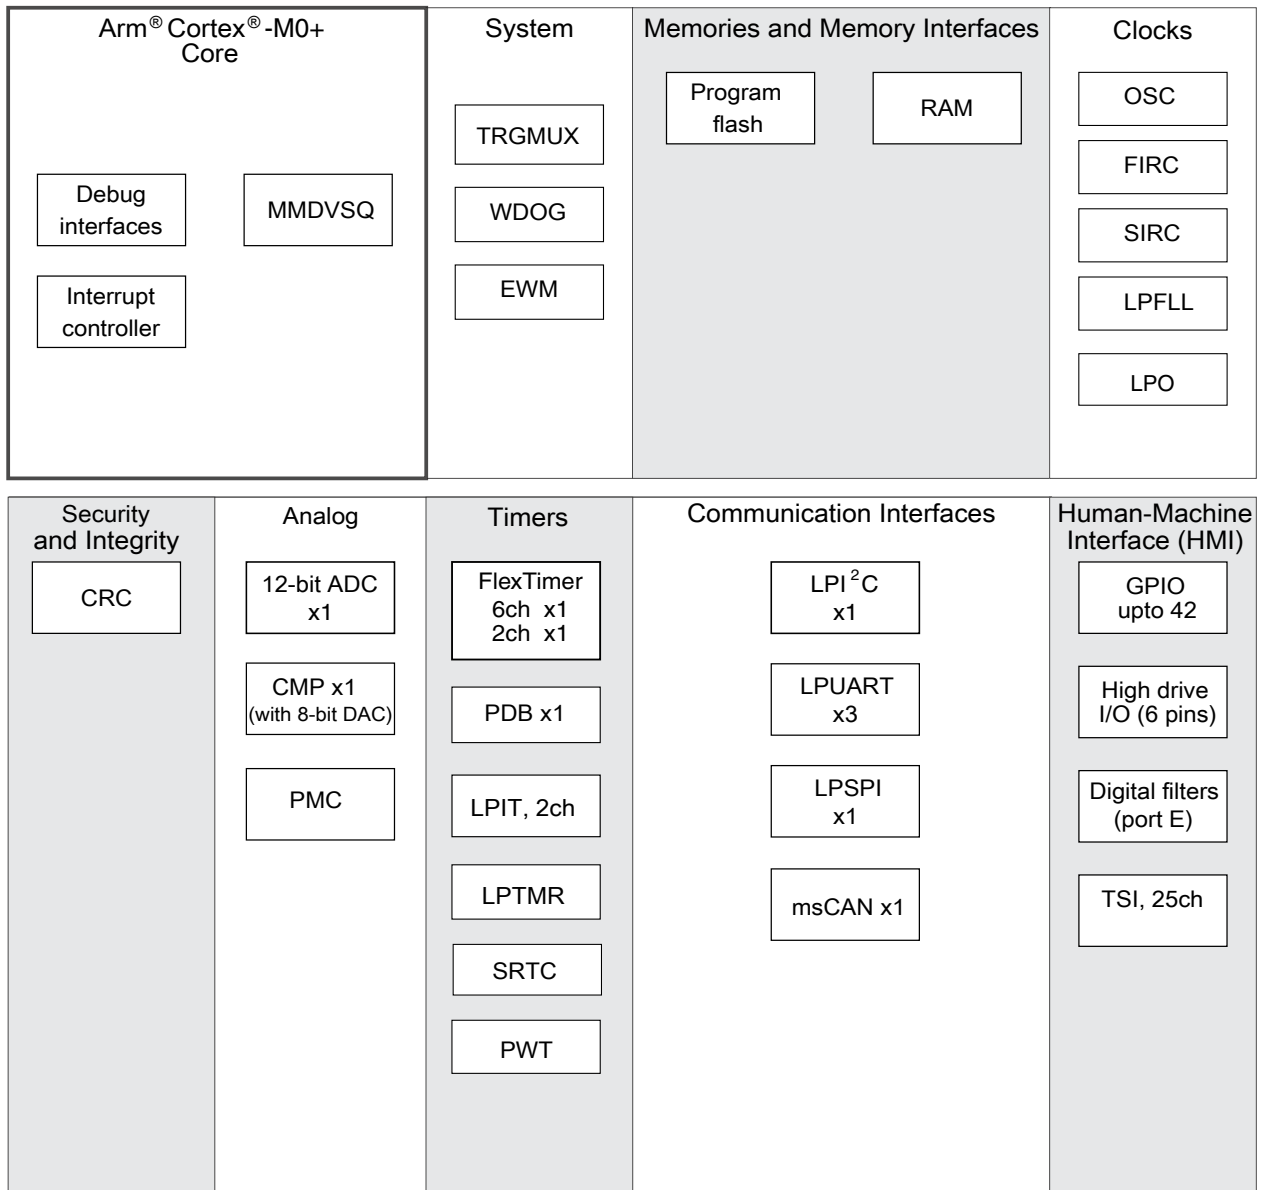 Arm® Cortex®-M0+
Core
Debug
interfaces
MMDVSQ
Interrupt
controller
System
TRGMUX
WDOG
EWM
Memories and Memory Interfaces
Program
flash
RAM
Clocks
OSC
FIRC
SIRC
LPFLL
LPO
Security
and Integrity
CRC
Analog
12-bit ADC
x1
CMP x1
(with 8-bit DAC)
PMC
Timers
FlexTimer
6ch x1
2ch x1
PDB x1
LPIT, 2ch
LPTMR
SRTC
PWT
Communication Interfaces
LPI²C
x1
LPUART
x3
LPSPI
x1
msCAN x1
Human-Machine
Interface (HMI)
GPIO
upto 42
High drive
I/O (6 pins)
Digital filters
(port E)
TSI, 25ch